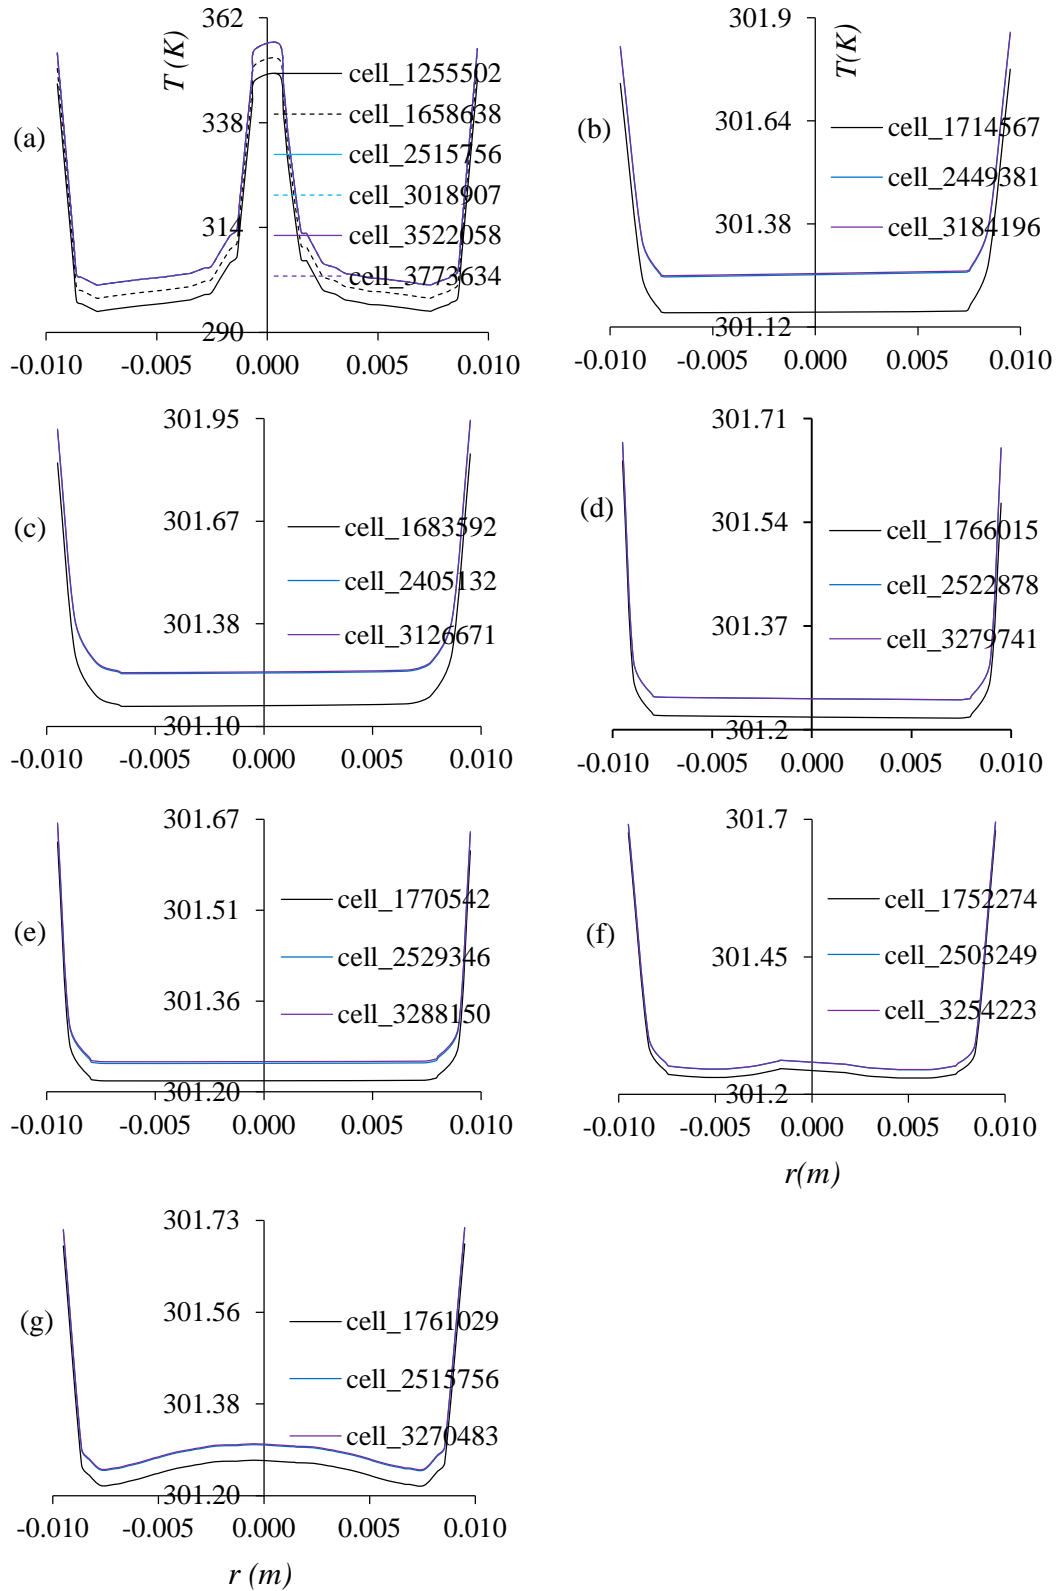 (a)
T (K)
362
338
314
290
cell_1255502
cell_1658638
cell_2515756
cell_3018907
cell_3522058
cell_3773634
-0.010 -0.005 0.000 0.005 0.010
(b)
T(K)
301.9
301.64
301.38
301.12
cell_1714567
cell_2449381
cell_3184196
-0.010 -0.005 0.000 0.005 0.010
(c)
301.95
301.67
301.38
301.10
cell_1683592
cell_2405132
cell_3126671
-0.010 -0.005 0.000 0.005 0.010
(d)
301.71
301.54
301.37
301.2
cell_1766015
cell_2522878
cell_3279741
-0.010 -0.005 0.000 0.005 0.010
(e)
301.67
301.51
301.36
301.20
cell_1770542
cell_2529346
cell_3288150
-0.010 -0.005 0.000 0.005 0.010
(f)
301.7
301.45
301.2
cell_1752274
cell_2503249
cell_3254223
-0.010 -0.005 0.000 0.005 0.010
r(m)
(g)
301.73
301.56
301.38
301.20
cell_1761029
cell_2515756
cell_3270483
-0.010 -0.005 0.000 0.005 0.010
r (m)